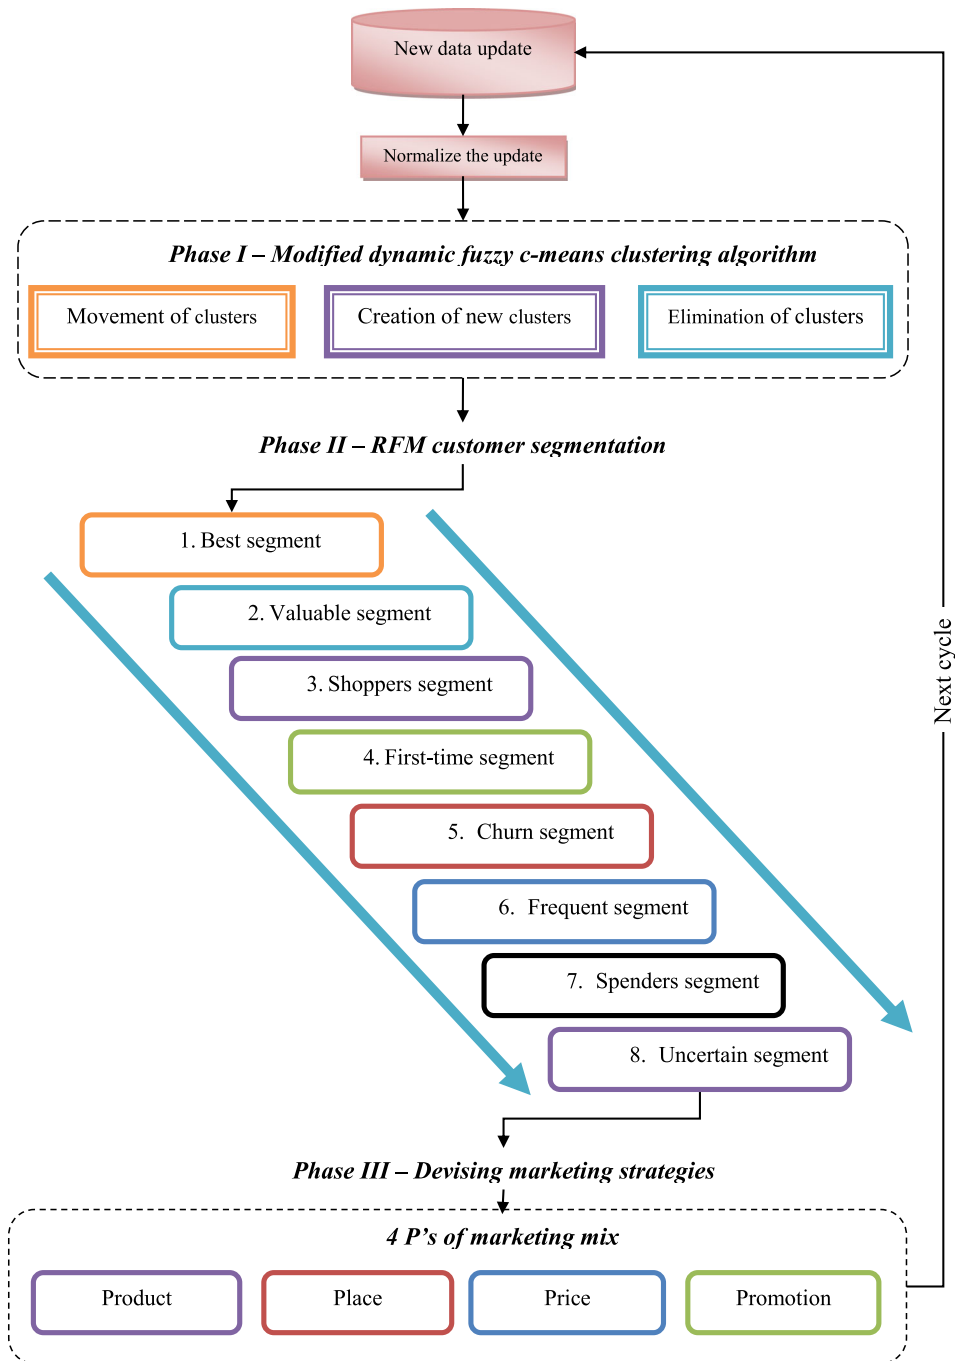 New data update
Normalize the update
Phase I – Modified dynamic fuzzy c-means clustering algorithm
Movement of clusters
Creation of new clusters
Elimination of clusters
Phase II – RFM customer segmentation
1. Best segment
2. Valuable segment
3. Shoppers segment
4. First-time segment
5. Churn segment
6. Frequent segment
7. Spenders segment
8. Uncertain segment
Next cycle
Phase III – Devising marketing strategies
4 P's of marketing mix
Product
Place
Price
Promotion